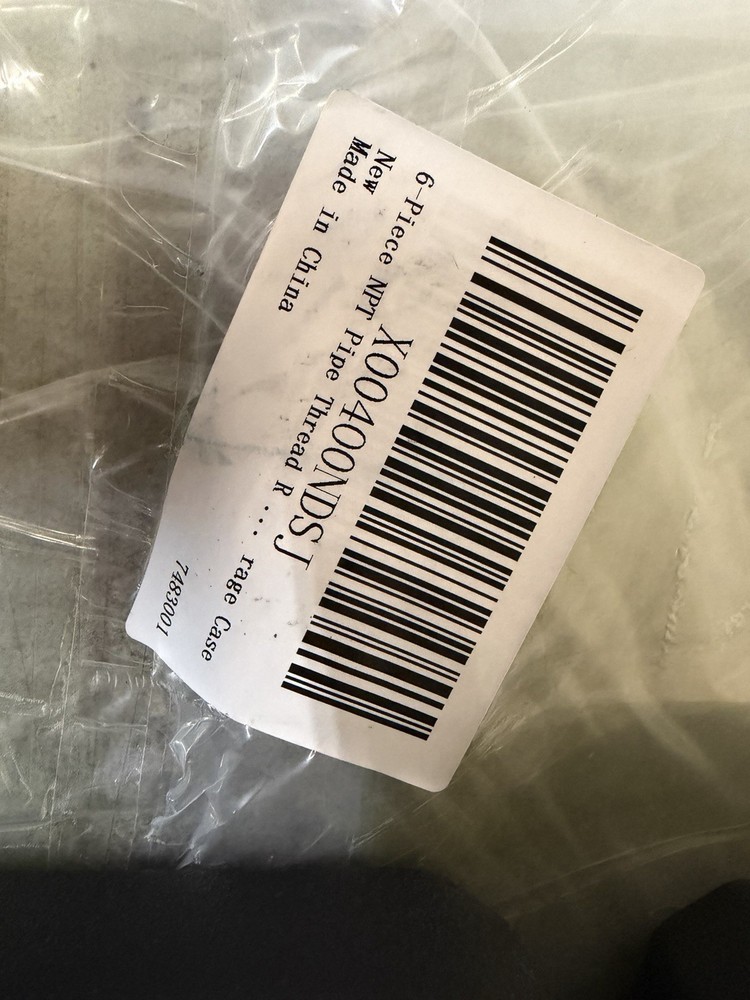 X00400NDSJ
6-Piece NPT Pipe Thread R ... rage Case
New
Made in China
7483001